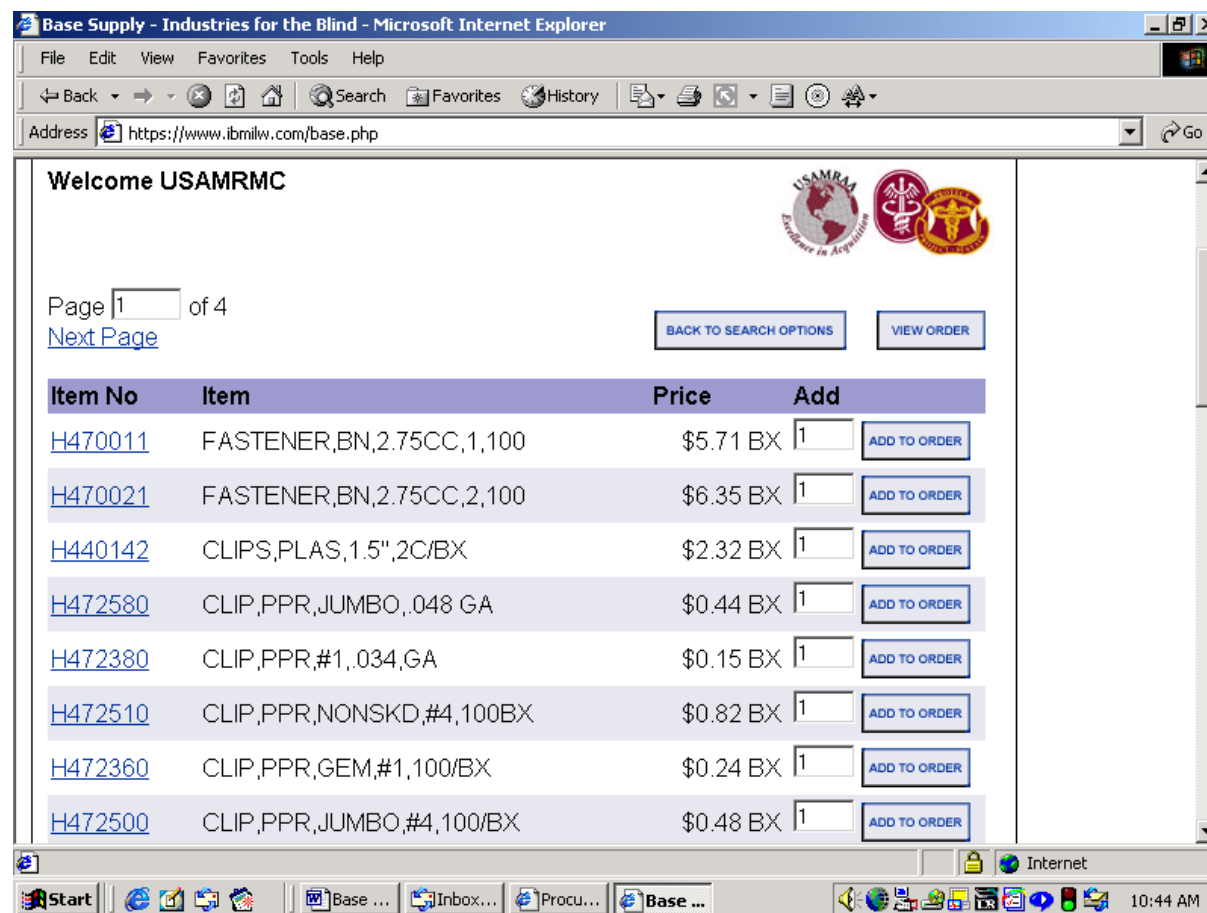 Base Supply - Industries for the Blind - Microsoft Internet Explorer
File Edit View Favorites Tools Help
Back Search Favorites History
Address https://www.ibmilw.com/base.php Go
Welcome USAMRMC
USAMRAA
Excellence in Acquisition
Page 1 of 4
Next Page
BACK TO SEARCH OPTIONS VIEW ORDER
Item No Item Price Add
H470011 FASTENER,BN,2.75CC,1,100 $5.71 BX 1 ADD TO ORDER
H470021 FASTENER,BN,2.75CC,2,100 $6.35 BX 1 ADD TO ORDER
H440142 CLIPS,PLAS,1.5",2C/BX $2.32 BX 1 ADD TO ORDER
H472580 CLIP,PPR,JUMBO,.048 GA $0.44 BX 1 ADD TO ORDER
H472380 CLIP,PPR,#1,.034,GA $0.15 BX 1 ADD TO ORDER
H472510 CLIP,PPR,NONSKD,#4,100BX $0.82 BX 1 ADD TO ORDER
H472360 CLIP,PPR,GEM,#1,100/BX $0.24 BX 1 ADD TO ORDER
H472500 CLIP,PPR,JUMBO,#4,100/BX $0.48 BX 1 ADD TO ORDER
Internet
Start Base ... Inbox... Procu... Base ... 10:44 AM